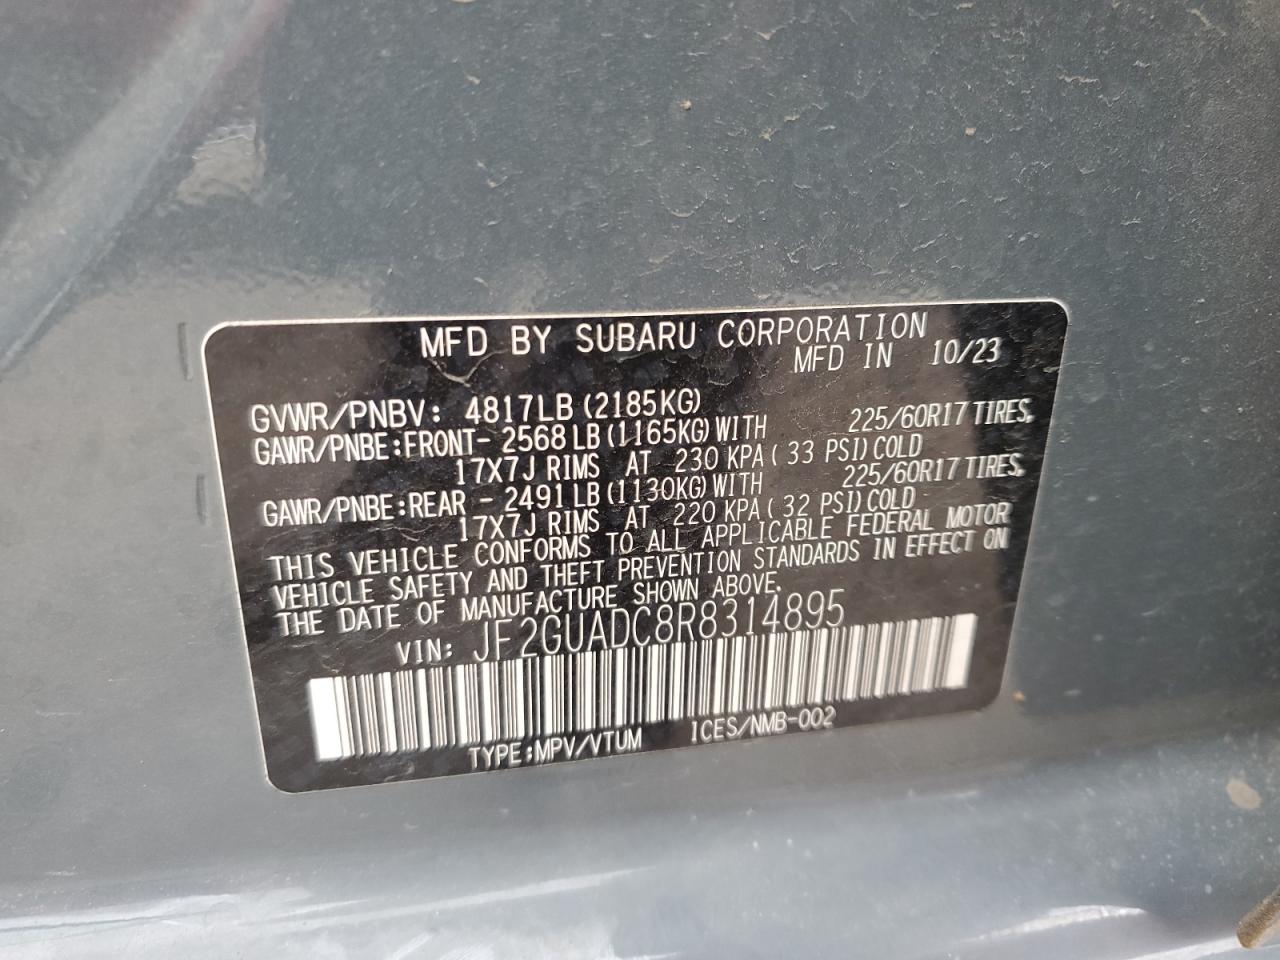 MFD BY SUBARU CORPORATION
MFD IN 10/23
GVWR/PNBV: 4817LB (2185KG)
GAWR/PNBE:FRONT- 2568 LB (1165KG) WITH 225/60R17 TIRES,
17X7J RIMS AT 230 KPA ( 33 PSI) COLD
GAWR/PNBE:REAR - 2491 LB (1130KG) WITH 225/60R17 TIRES,
17X7J RIMS AT 220 KPA ( 32 PSI) COLD
THIS VEHICLE CONFORMS TO ALL APPLICABLE FEDERAL MOTOR
VEHICLE SAFETY AND THEFT PREVENTION STANDARDS IN EFFECT ON
THE DATE OF MANUFACTURE SHOWN ABOVE.
VIN: JF2GUADC8R8314895
TYPE:MPV/VTUM ICES/NMB-002